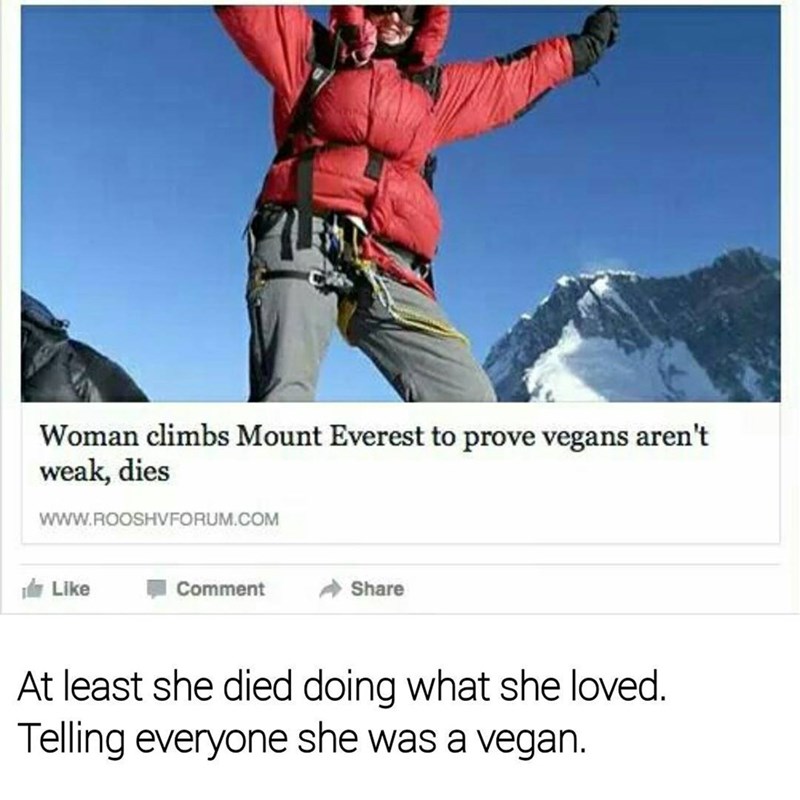 Woman climbs Mount Everest to prove vegans aren't
weak, dies
WWW.ROOSHVFORUM.COM
Like Comment Share
At least she died doing what she loved.
Telling everyone she was a vegan.